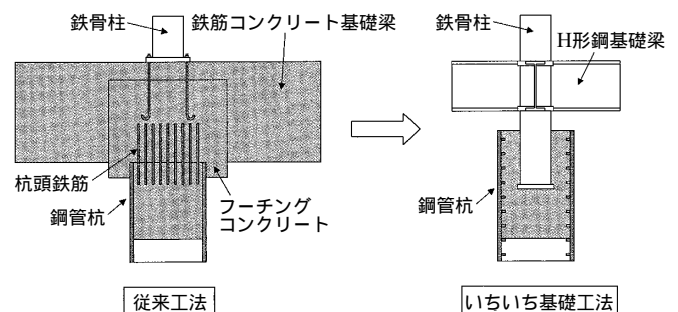 鉄骨柱
鉄筋コンクリート基礎梁
杭頭鉄筋
鋼管杭
フーチング
コンクリート
従来工法
鉄骨柱
H形鋼基礎梁
鋼管杭
いちいち基礎工法